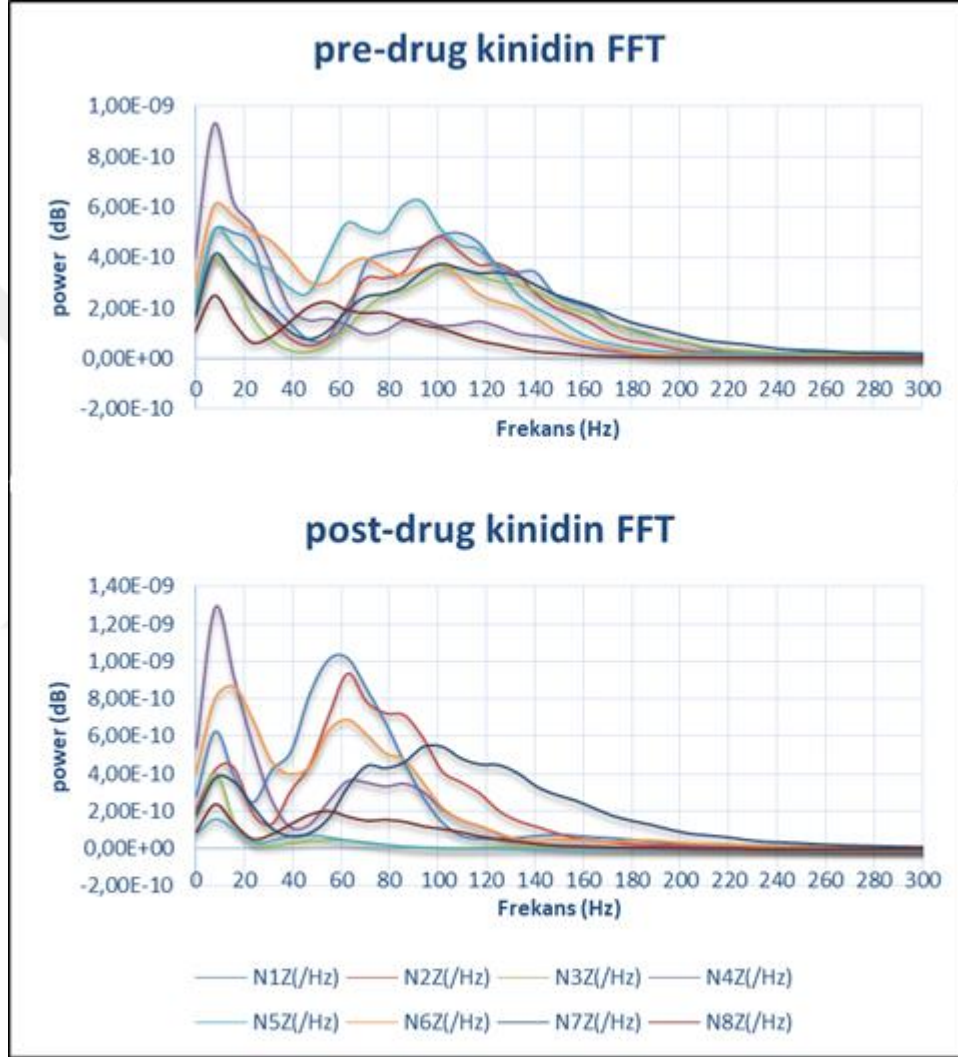 pre-drug kinidin FFT
1,00E-09
8,00E-10
6,00E-10
4,00E-10
2,00E-10
0,00E+00
-2,00E-10
power (dB)
0 20 40 60 80 100 120 140 160 180 200 220 240 260 280 300
Frekans (Hz)
post-drug kinidin FFT
1,40E-09
1,20E-09
1,00E-09
8,00E-10
6,00E-10
4,00E-10
2,00E-10
0,00E+00
-2,00E-10
power (dB)
0 20 40 60 80 100 120 140 160 180 200 220 240 260 280 300
Frekans (Hz)
N1Z(/Hz) N2Z(/Hz) N3Z(/Hz) N4Z(/Hz)
N5Z(/Hz) N6Z(/Hz) N7Z(/Hz) N8Z(/Hz)